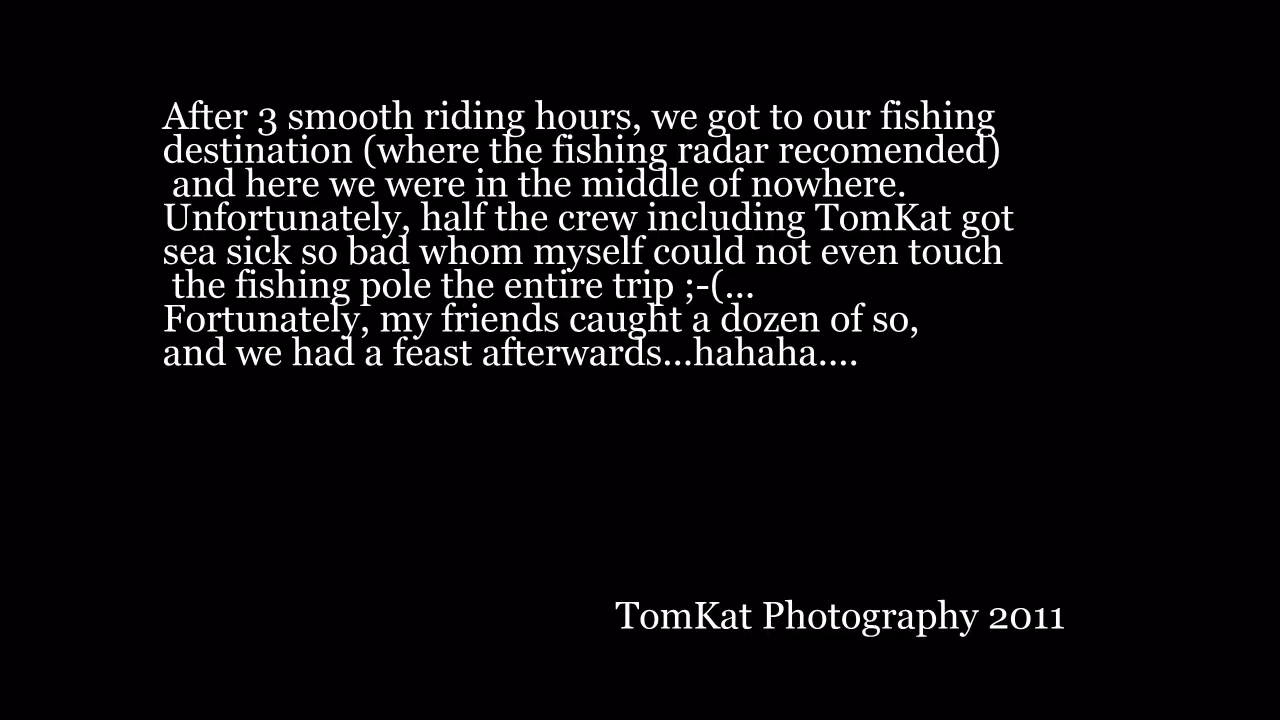 After 3 smooth riding hours, we got to our fishing
destination (where the fishing radar recomended)
and here we were in the middle of nowhere.
Unfortunately, half the crew including TomKat got
sea sick so bad whom myself could not even touch
the fishing pole the entire trip ;-(...
Fortunately, my friends caught a dozen of so,
and we had a feast afterwards...hahaha....
TomKat Photography 2011